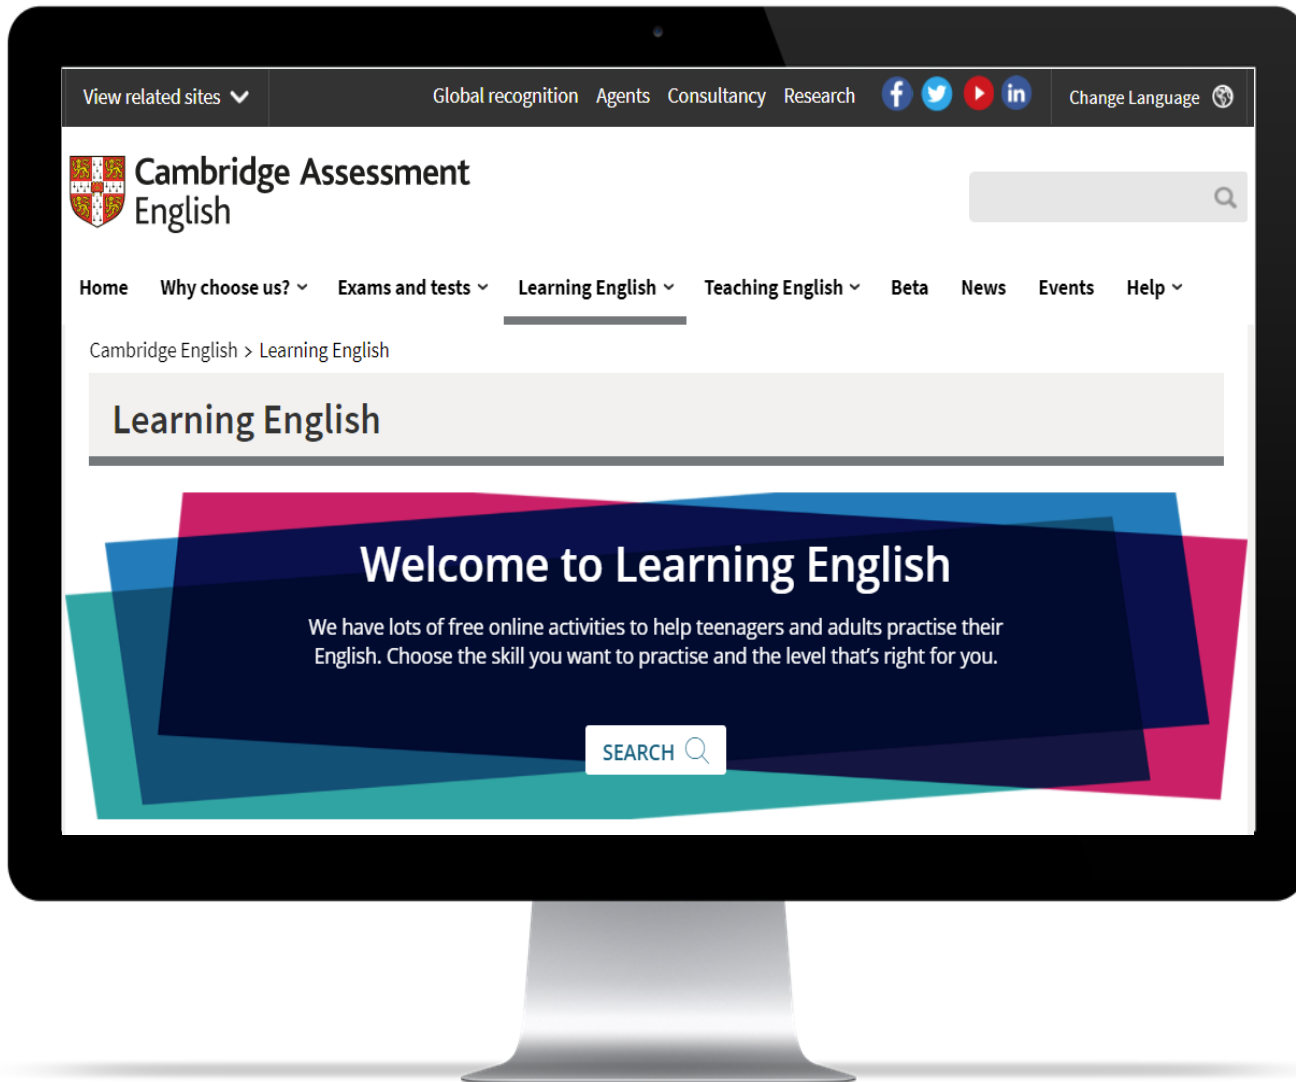 View related sites Global recognition Agents Consultancy Research Change Language
Cambridge Assessment
English
Home Why choose us? Exams and tests Learning English Teaching English Beta News Events Help
Cambridge English > Learning English
Learning English
Welcome to Learning English
We have lots of free online activities to help teenagers and adults practise their
English. Choose the skill you want to practise and the level that's right for you.
SEARCH